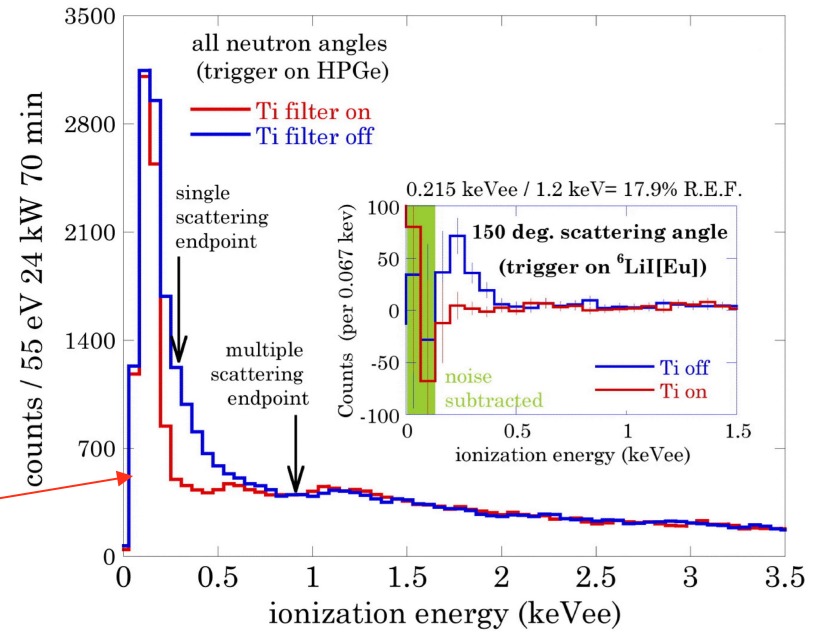 3500
2800
2100
1400
700
0
counts / 55 eV 24 kW 70 min
all neutron angles
(trigger on HPGe)
Ti filter on
Ti filter off
single
scattering
endpoint
multiple
scattering
endpoint
0.215 keVee / 1.2 keV= 17.9% R.E.F.
100
50
0
-50
-100
Counts (per 0.067 kev)
150 deg. scattering angle
(trigger on ⁶LiI[Eu])
noise
subtracted
Ti off
Ti on
0 0.5 1 1.5
ionization energy (keVee)
0 0.5 1 1.5 2 2.5 3 3.5
ionization energy (keVee)